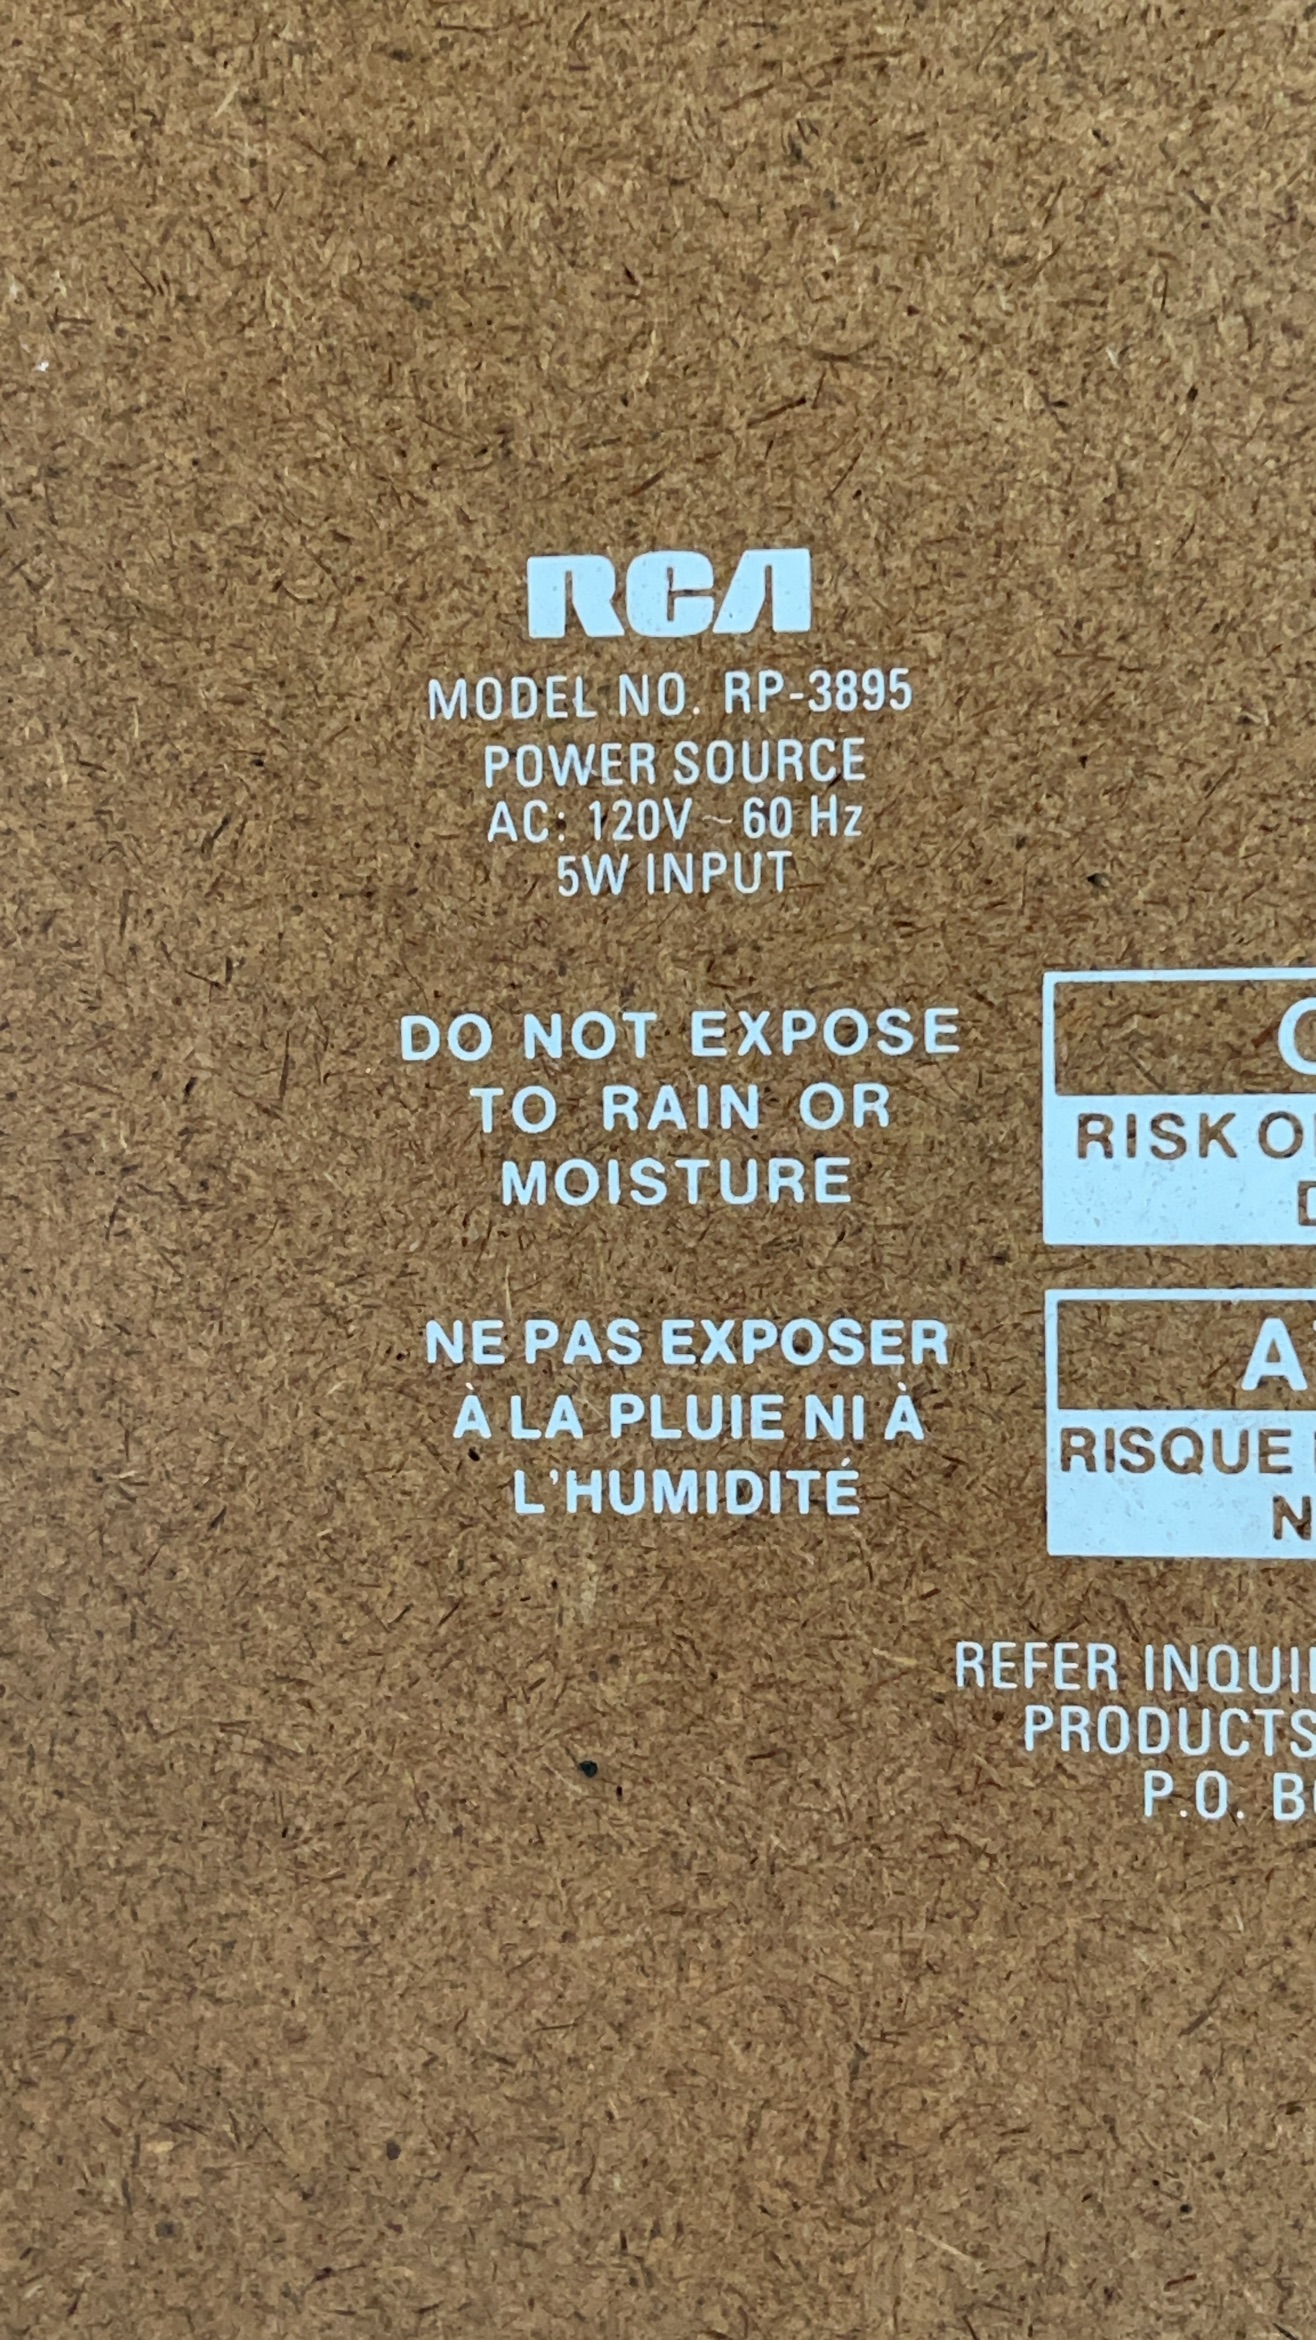 RCA
MODEL NO. RP-3895
POWER SOURCE
AC: 120V ~ 60 Hz
5W INPUT
DO NOT EXPOSE
TO RAIN OR
MOISTURE
NE PAS EXPOSER
À LA PLUIE NI À
L'HUMIDITÉ
RISK
RISQUE
REFER
PRODUCTS
P.O.